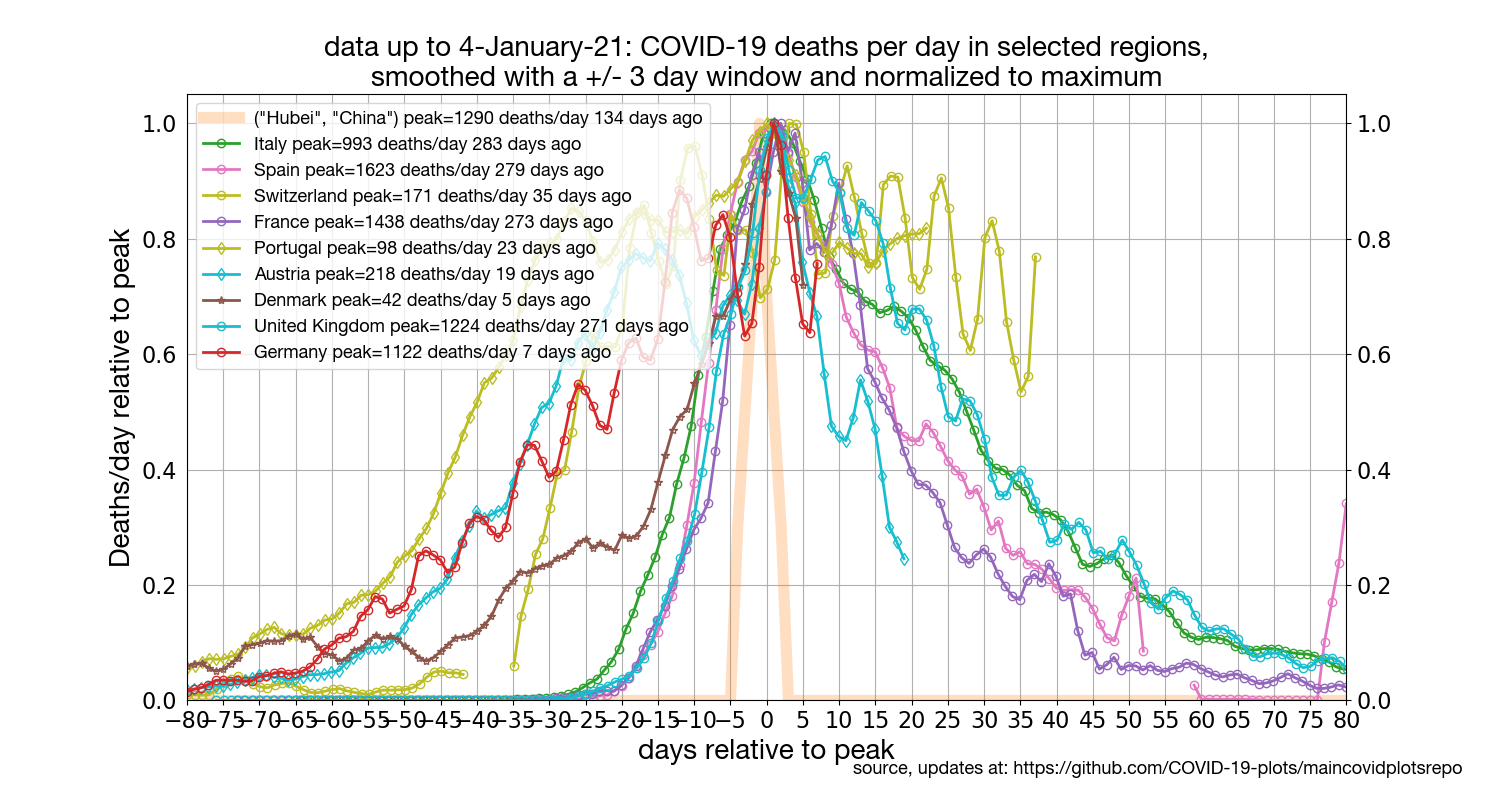 data up to 4-January-21: COVID-19 deaths per day in selected regions,
smoothed with a +/- 3 day window and normalized to maximum
("Hubei", "China") peak=1290 deaths/day 134 days ago
Italy peak=993 deaths/day 283 days ago
Spain peak=1623 deaths/day 279 days ago
Switzerland peak=171 deaths/day 35 days ago
France peak=1438 deaths/day 273 days ago
Portugal peak=98 deaths/day 23 days ago
Austria peak=218 deaths/day 19 days ago
Denmark peak=42 deaths/day 5 days ago
United Kingdom peak=1224 deaths/day 271 days ago
Germany peak=1122 deaths/day 7 days ago
Deaths/day relative to peak
1.0
0.8
0.6
0.4
0.2
0.0
1.0
0.8
0.6
0.4
0.2
0.0
−80 −75 −70 −65 −60 −55 −50 −45 −40 −35 −30 −25 −20 −15 −10 −5 0 5 10 15 20 25 30 35 40 45 50 55 60 65 70 75 80
days relative to peak
source, updates at: https://github.com/COVID-19-plots/maincovidplotsrepo